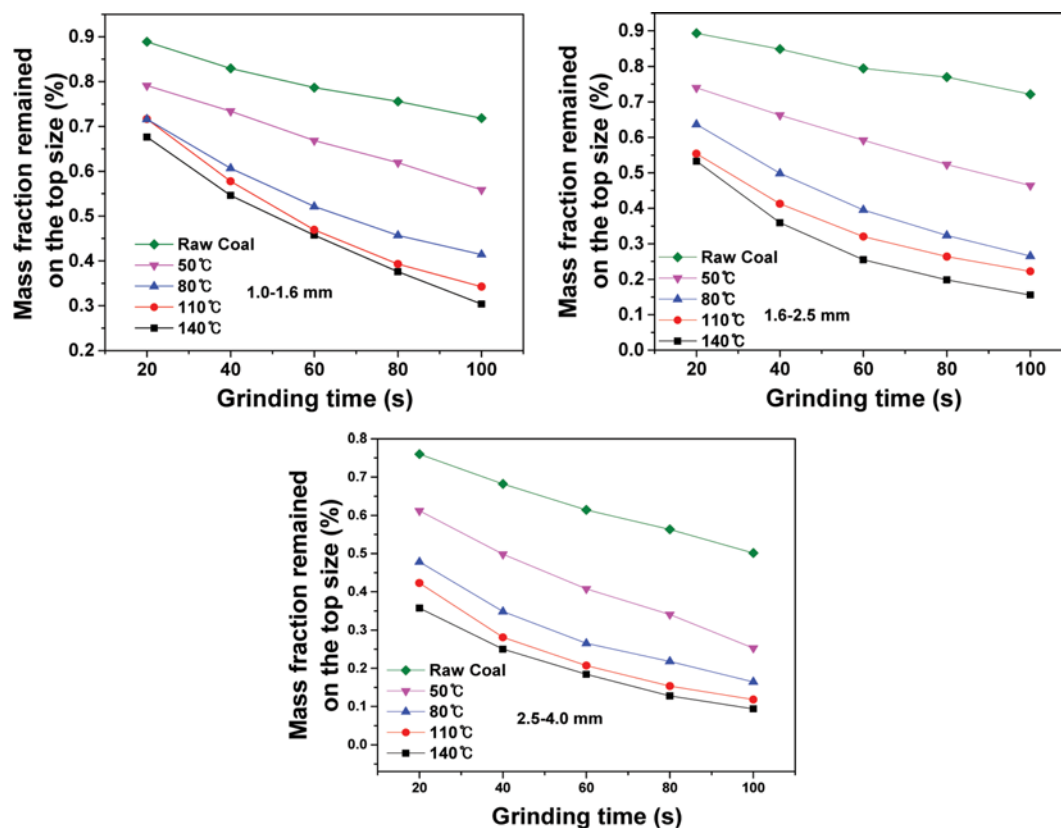 Mass fraction remained
on the top size (%)
0.9
0.8
0.7
0.6
0.5
0.4
0.3
0.2
Raw Coal
50℃
80℃
110℃
140℃
1.0-1.6 mm
20 40 60 80 100
Grinding time (s)
Mass fraction remained
on the top size (%)
0.9
0.8
0.7
0.6
0.5
0.4
0.3
0.2
0.1
0.0
Raw Coal
50℃
80℃
110℃
140℃
1.6-2.5 mm
20 40 60 80 100
Grinding time (s)
Mass fraction remained
on the top size (%)
0.8
0.7
0.6
0.5
0.4
0.3
0.2
0.1
0.0
Raw Coal
50℃
80℃
110℃
140℃
2.5-4.0 mm
20 40 60 80 100
Grinding time (s)